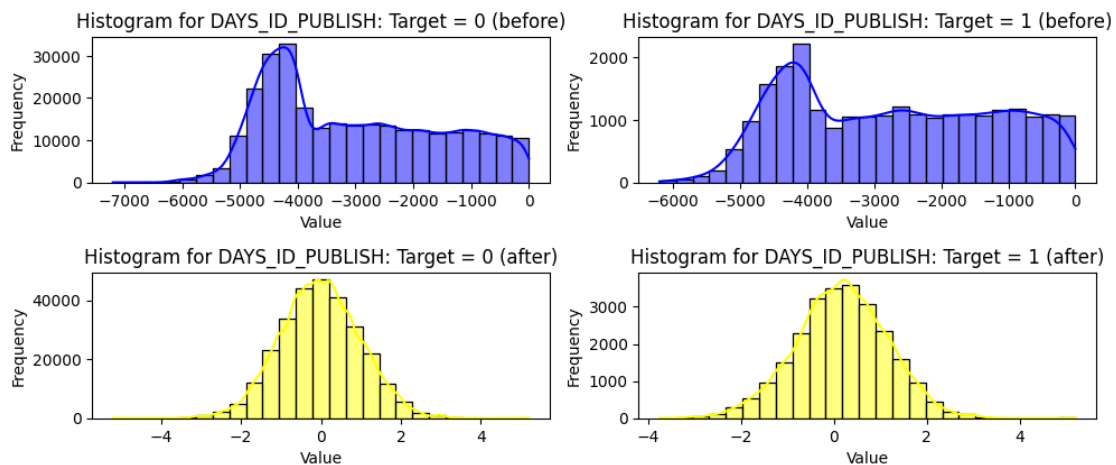 Histogram for DAYS_ID_PUBLISH: Target = 0 (before)
Frequency
30000
20000
10000
0
−7000 −6000 −5000 −4000 −3000 −2000 −1000 0
Value
Histogram for DAYS_ID_PUBLISH: Target = 1 (before)
Frequency
2000
1000
0
−6000 −5000 −4000 −3000 −2000 −1000 0
Value
Histogram for DAYS_ID_PUBLISH: Target = 0 (after)
Frequency
40000
20000
0
−4 −2 0 2 4
Value
Histogram for DAYS_ID_PUBLISH: Target = 1 (after)
Frequency
3000
2000
1000
0
−4 −2 0 2 4
Value